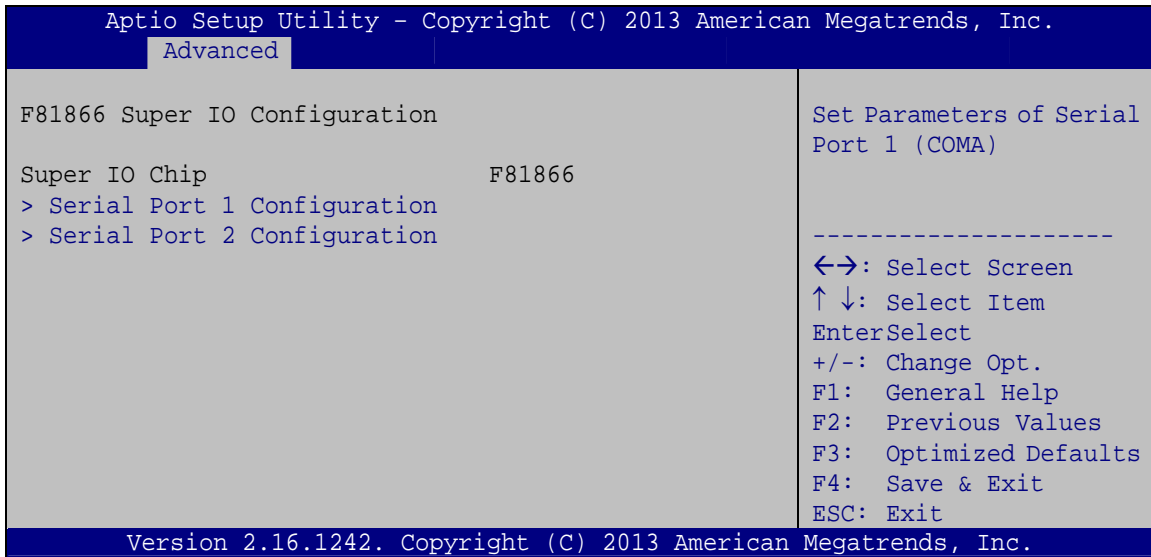 Aptio Setup Utility – Copyright (C) 2013 American Megatrends, Inc.
Advanced
F81866 Super IO Configuration
Super IO Chip F81866
> Serial Port 1 Configuration
> Serial Port 2 Configuration
Set Parameters of Serial
Port 1 (COMA)
---------------------
←→: Select Screen
↑ ↓: Select Item
EnterSelect
+/-: Change Opt.
F1: General Help
F2: Previous Values
F3: Optimized Defaults
F4: Save & Exit
ESC: Exit
Version 2.16.1242. Copyright (C) 2013 American Megatrends, Inc.